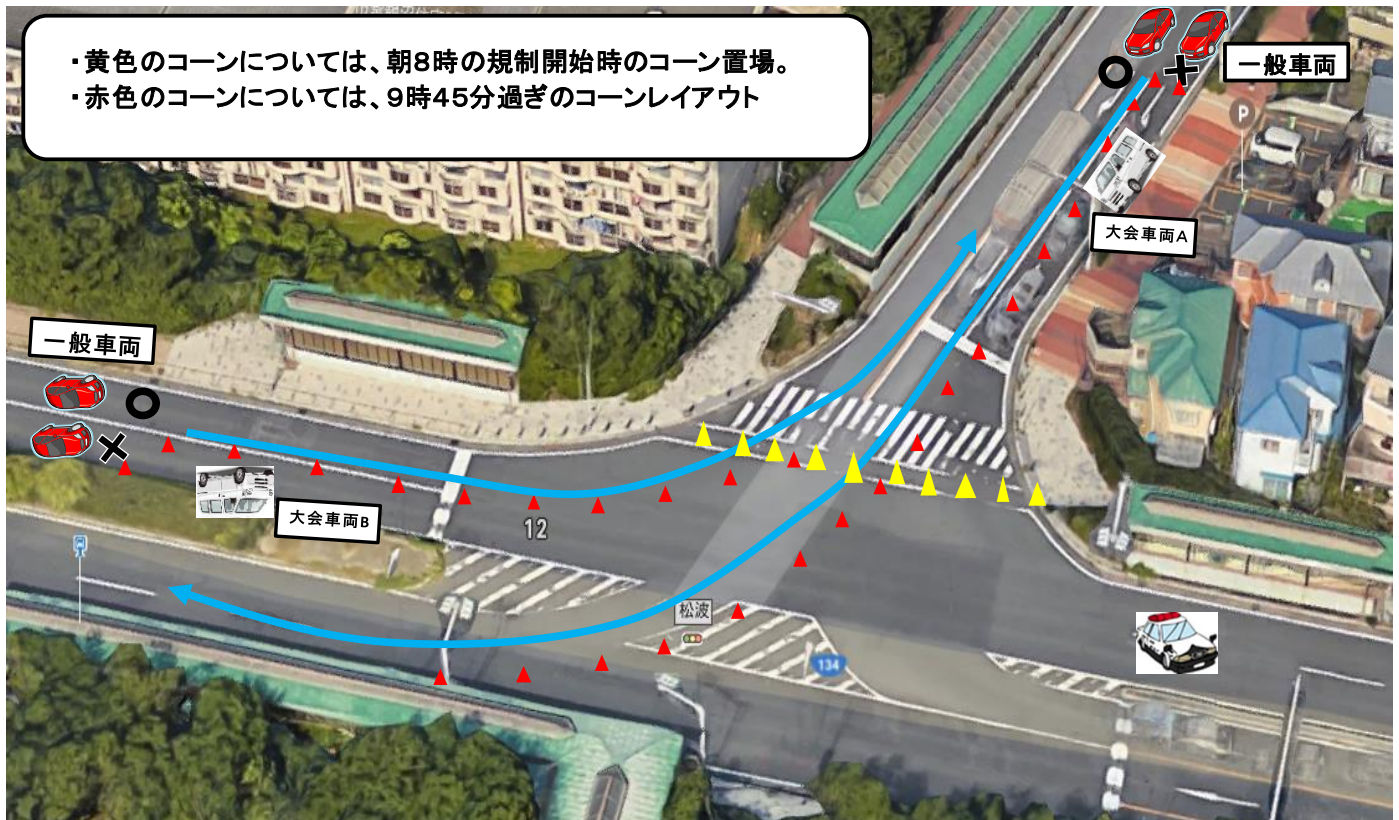 ・黄色のコーンについては、朝8時の規制開始時のコーン置場。
・赤色のコーンについては、9時45分過ぎのコーンレイアウト
一般車両
P
大会車両A
一般車両
大会車両B
12
松波
134